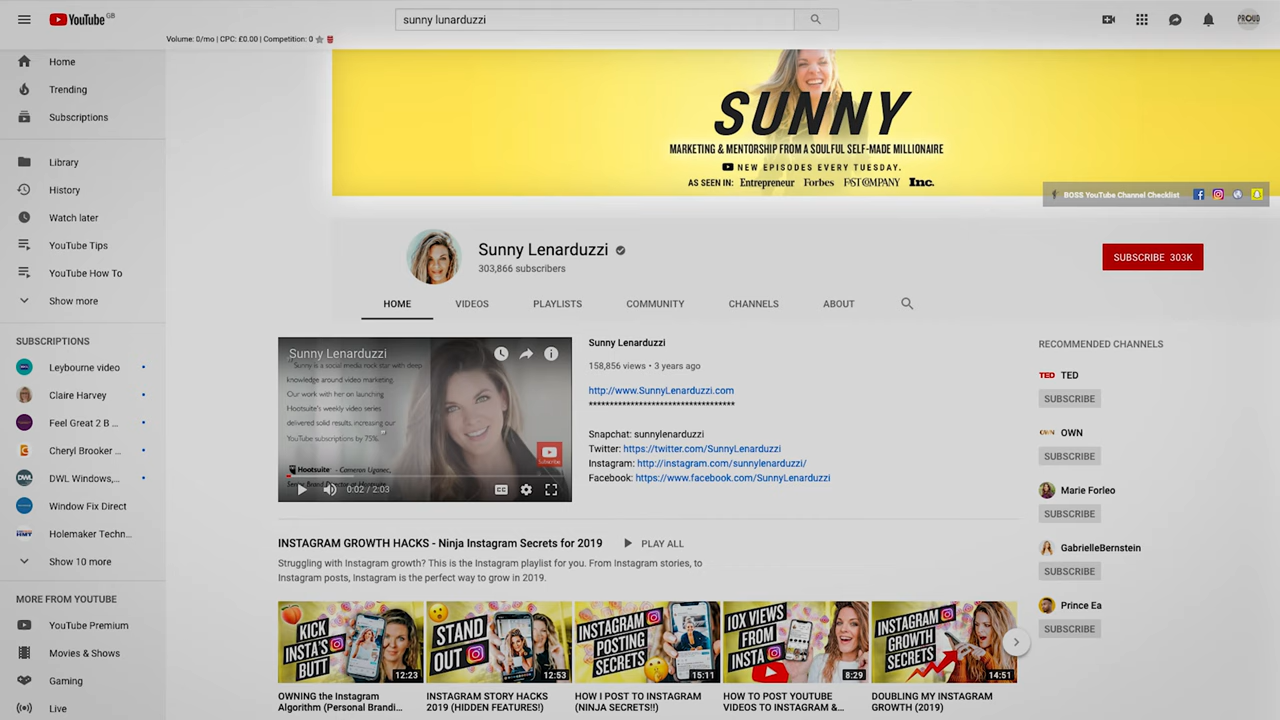 YouTube GB
sunny lunarduzzi
PROUD
Volume: 0/mo | CPC: £0.00 | Competition: 0
Home
Trending
Subscriptions
Library
History
Watch later
YouTube Tips
YouTube How To
Show more
SUBSCRIPTIONS
Leybourne video
Claire Harvey
Feel Great 2 B ...
Cheryl Brooker ...
DWL Windows,...
Window Fix Direct
Holemaker Techn...
Show 10 more
MORE FROM YOUTUBE
YouTube Premium
Movies & Shows
Gaming
Live
SUNNY
MARKETING & MENTORSHIP FROM A SOULFUL SELF-MADE MILLIONAIRE
NEW EPISODES EVERY TUESDAY.
AS SEEN IN: Entrepreneur Forbes FAST COMPANY Inc.
BOSS YouTube Channel Checklist
Sunny Lenarduzzi
303,866 subscribers
SUBSCRIBE 303K
HOME VIDEOS PLAYLISTS COMMUNITY CHANNELS ABOUT
Sunny Lenarduzzi
"Sunny is a social media rock star with deep
knowledge around video marketing.
Our work with her on launching
Hootsuite's weekly video series
delivered solid results, increasing our
YouTube subscriptions by 75%.
Hootsuite - Cameron Uganec,
Subscribe
0:02 / 2:03
CC
Sunny Lenarduzzi
158,856 views • 3 years ago
http://www.SunnyLenarduzzi.com
***********************************
Snapchat: sunnylenarduzzi
Twitter: https://twitter.com/SunnyLenarduzzi
Instagram: http://instagram.com/sunnylenarduzzi/
Facebook: https://www.facebook.com/SunnyLenarduzzi
RECOMMENDED CHANNELS
TED TED
SUBSCRIBE
OWN OWN
SUBSCRIBE
Marie Forleo
SUBSCRIBE
GabrielleBernstein
SUBSCRIBE
Prince Ea
SUBSCRIBE
INSTAGRAM GROWTH HACKS - Ninja Instagram Secrets for 2019 PLAY ALL
Struggling with Instagram growth? This is the Instagram playlist for you. From Instagram stories, to
Instagram posts, Instagram is the perfect way to grow in 2019.
KICK
INSTA'S
BUTT
12:23
OWNING the Instagram
Algorithm (Personal Brandi...
STAND
OUT
12:53
INSTAGRAM STORY HACKS
2019 (HIDDEN FEATURES!)
INSTAGRAM
POSTING
SECRETS
15:11
HOW I POST TO INSTAGRAM
(NINJA SECRETS!!)
10X VIEWS
FROM
INSTA
8:29
HOW TO POST YOUTUBE
VIDEOS TO INSTAGRAM &...
INSTAGRAM
GROWTH
SECRETS
14:51
DOUBLING MY INSTAGRAM
GROWTH (2019)